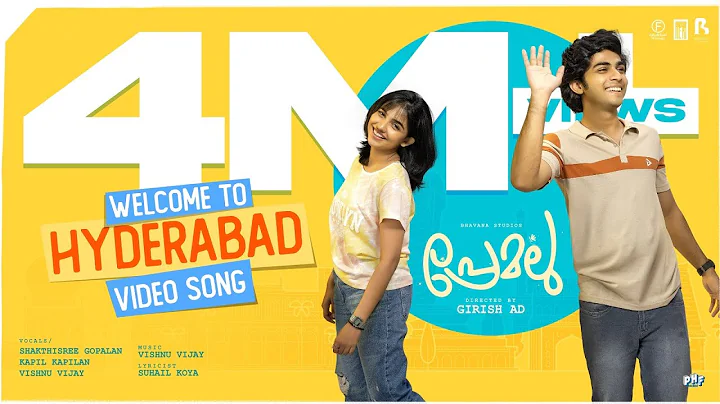 4M+
VIEWS
WELCOME TO
HYDERABAD
VIDEO SONG
BHAVANA STUDIOS
പ്രേമലു
DIRECTED BY
GIRISH AD
VOCALS/
SHAKTHISREE GOPALAN
KAPIL KAPILAN
VISHNU VIJAY
MUSIC
VISHNU VIJAY
LYRICIST
SUHAIL KOYA